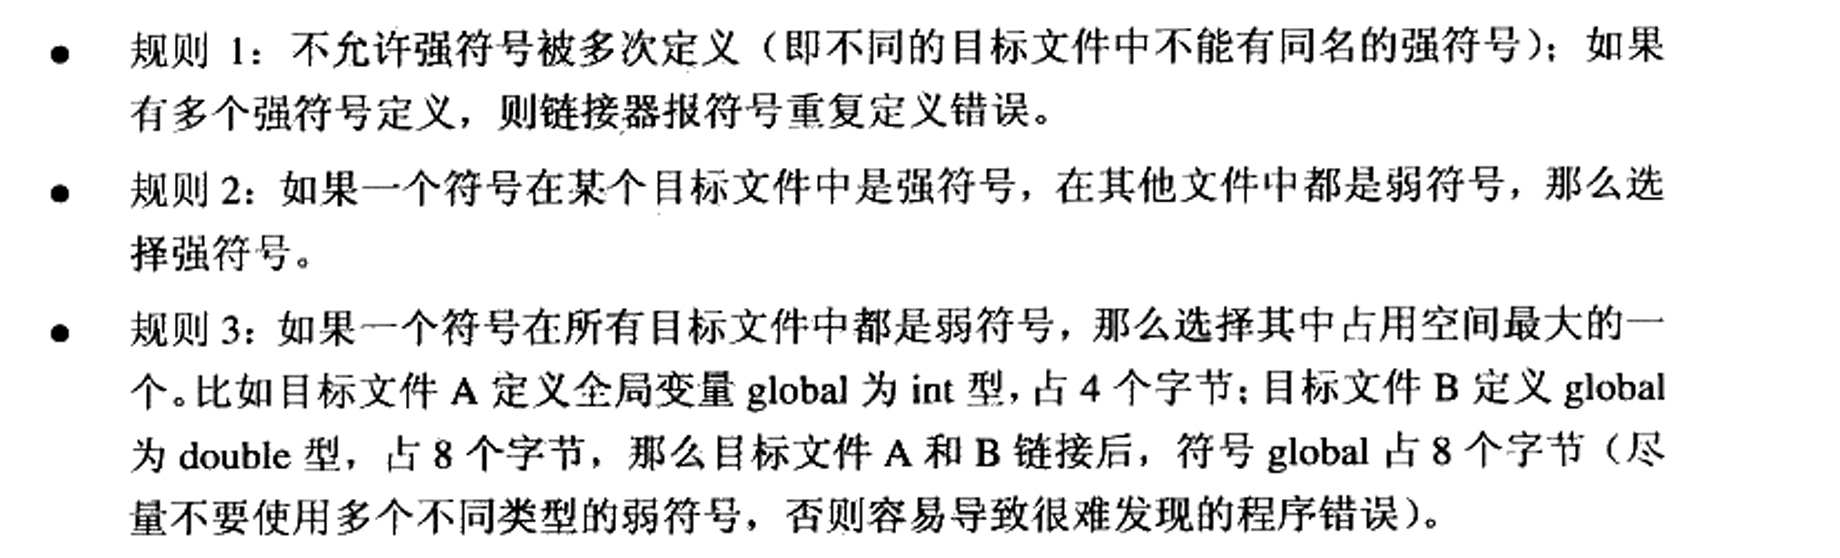 ● 规则 1：不允许强符号被多次定义（即不同的目标文件中不能有同名的强符号）；如果
有多个强符号定义，则链接器报符号重复定义错误。
● 规则 2：如果一个符号在某个目标文件中是强符号，在其他文件中都是弱符号，那么选
择强符号。
● 规则 3：如果一个符号在所有目标文件中都是弱符号，那么选择其中占用空间最大的一
个。比如目标文件 A 定义全局变量 global 为 int 型，占 4 个字节；目标文件 B 定义 global
为 double 型，占 8 个字节，那么目标文件 A 和 B 链接后，符号 global 占 8 个字节（尽
量不要使用多个不同类型的弱符号，否则容易导致很难发现的程序错误）。